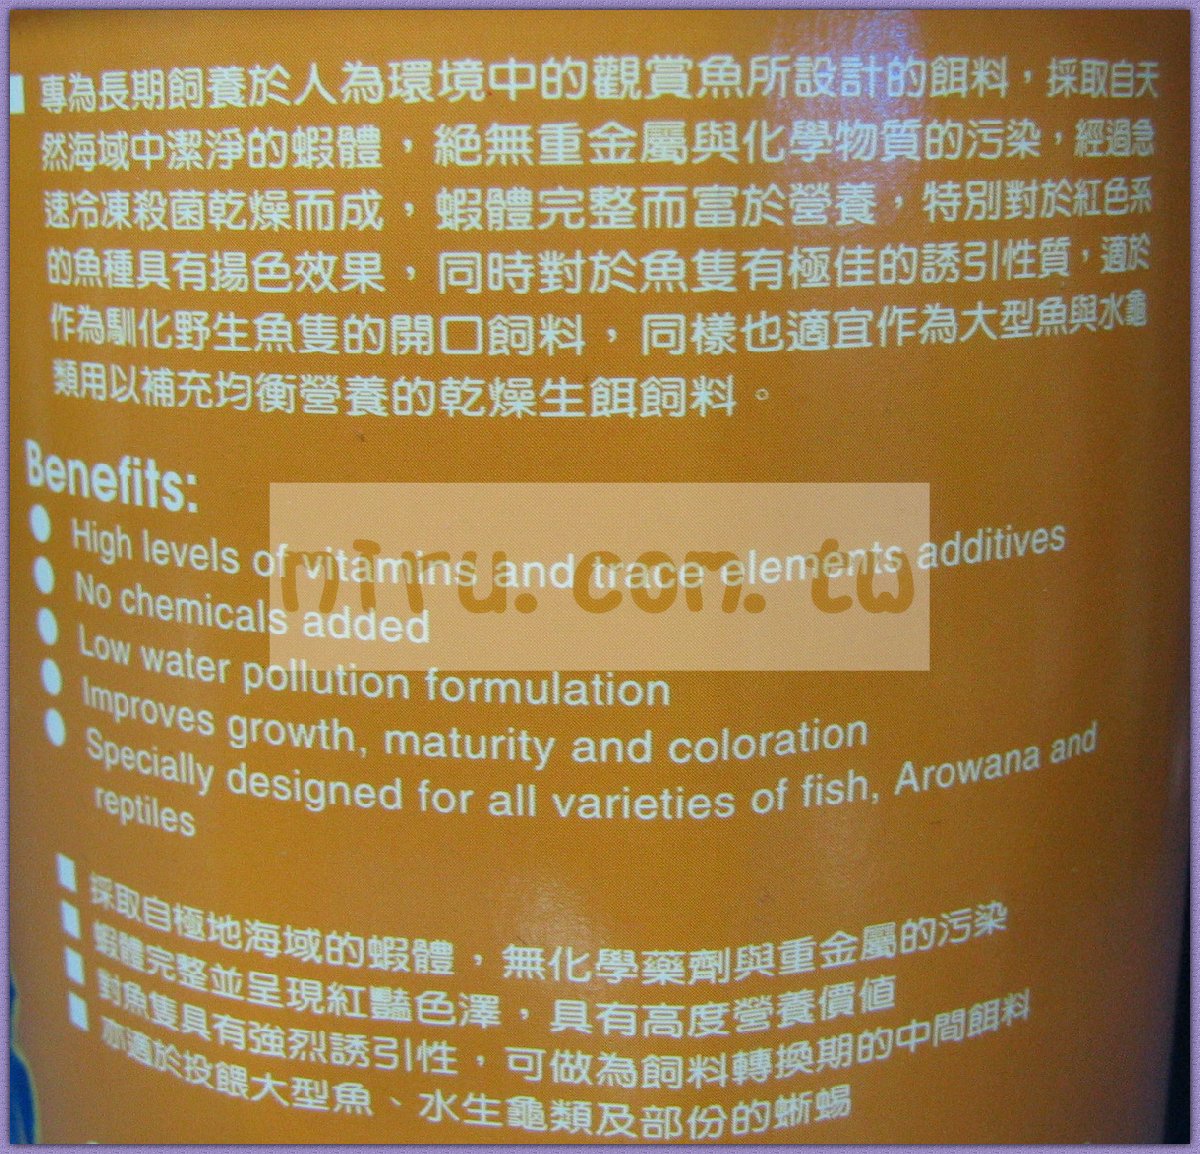 專為長期飼養於人為環境中的觀賞魚所設計的餌料，採取自天
然海域中潔淨的蝦體，絕無重金屬與化學物質的污染，經過急
速冷凍殺菌乾燥而成，蝦體完整而富於營養，特別對於紅色系
的魚種具有揚色效果，同時對於魚隻有極佳的誘引性質，適於
作為馴化野生魚隻的開口飼料，同樣也適宜作為大型魚與水龜
類用以補充均衡營養的乾燥生餌飼料。
Benefits:
High levels of vitamins and trace elements additives
No chemicals added
miru.com.tw
Low water pollution formulation
Improves growth, maturity and coloration
Specially designed for all varieties of fish, Arowana and
reptiles
採取自極地海域的蝦體，無化學藥劑與重金屬的污染
蝦體完整並呈現紅豔色澤，具有高度營養價值
對魚隻具有強烈誘引性，可做為飼料轉換期的中間餌料
亦適於投餵大型魚、水生龜類及部份的蜥蜴